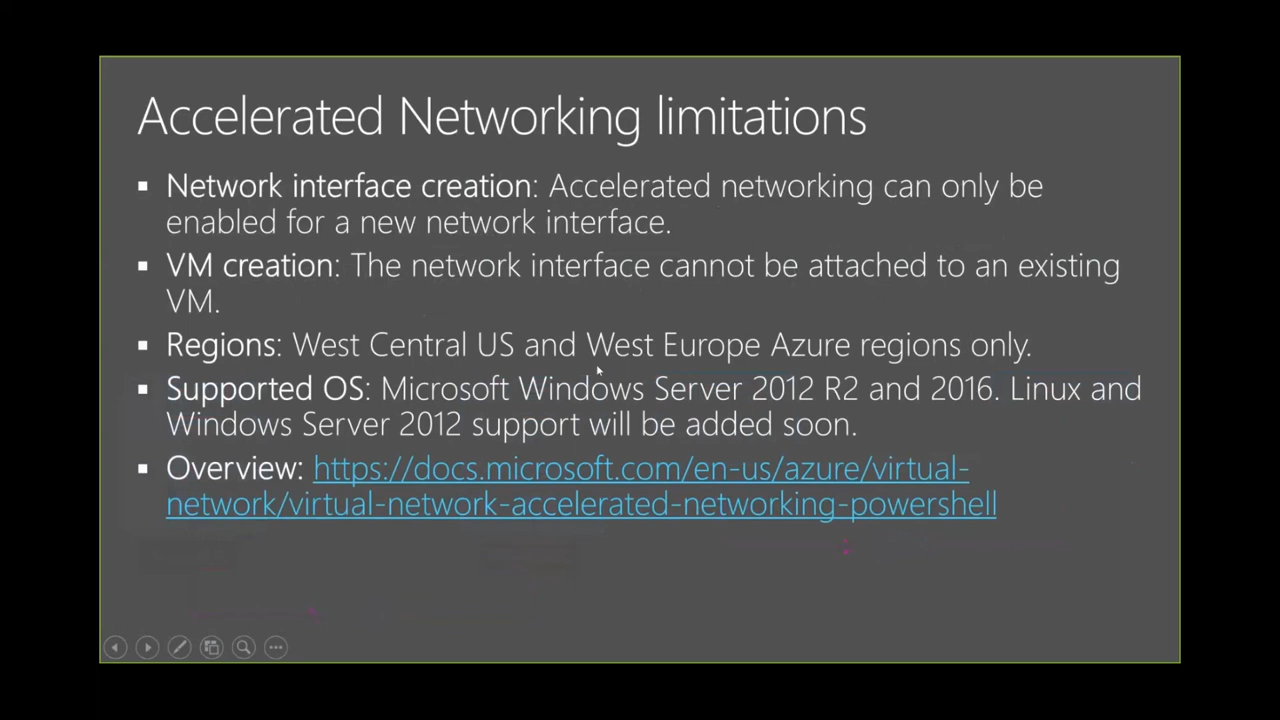 Accelerated Networking limitations
▪ Network interface creation: Accelerated networking can only be
enabled for a new network interface.
▪ VM creation: The network interface cannot be attached to an existing
VM.
▪ Regions: West Central US and West Europe Azure regions only.
▪ Supported OS: Microsoft Windows Server 2012 R2 and 2016. Linux and
Windows Server 2012 support will be added soon.
▪ Overview: https://docs.microsoft.com/en-us/azure/virtual-
network/virtual-network-accelerated-networking-powershell